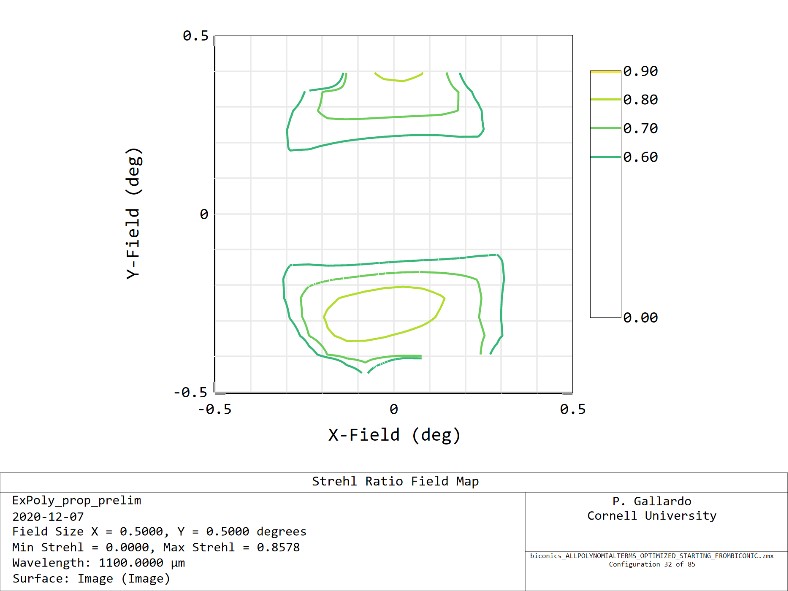 0.5
0
-0.5
Y-Field (deg)
-0.5
0
0.5
X-Field (deg)
0.90
0.80
0.70
0.60
0.00
Strehl Ratio Field Map
ExPoly_prop_prelim
2020-12-07
Field Size X = 0.5000, Y = 0.5000 degrees
Min Strehl = 0.0000, Max Strehl = 0.8578
Wavelength: 1100.0000 µm
Surface: Image (Image)
P. Gallardo
Cornell University
biconics_ALLPOLYNOMIALTERMS_OPTIMIZED_STARTING_FROMBICONIC.zmx
Configuration 32 of 85